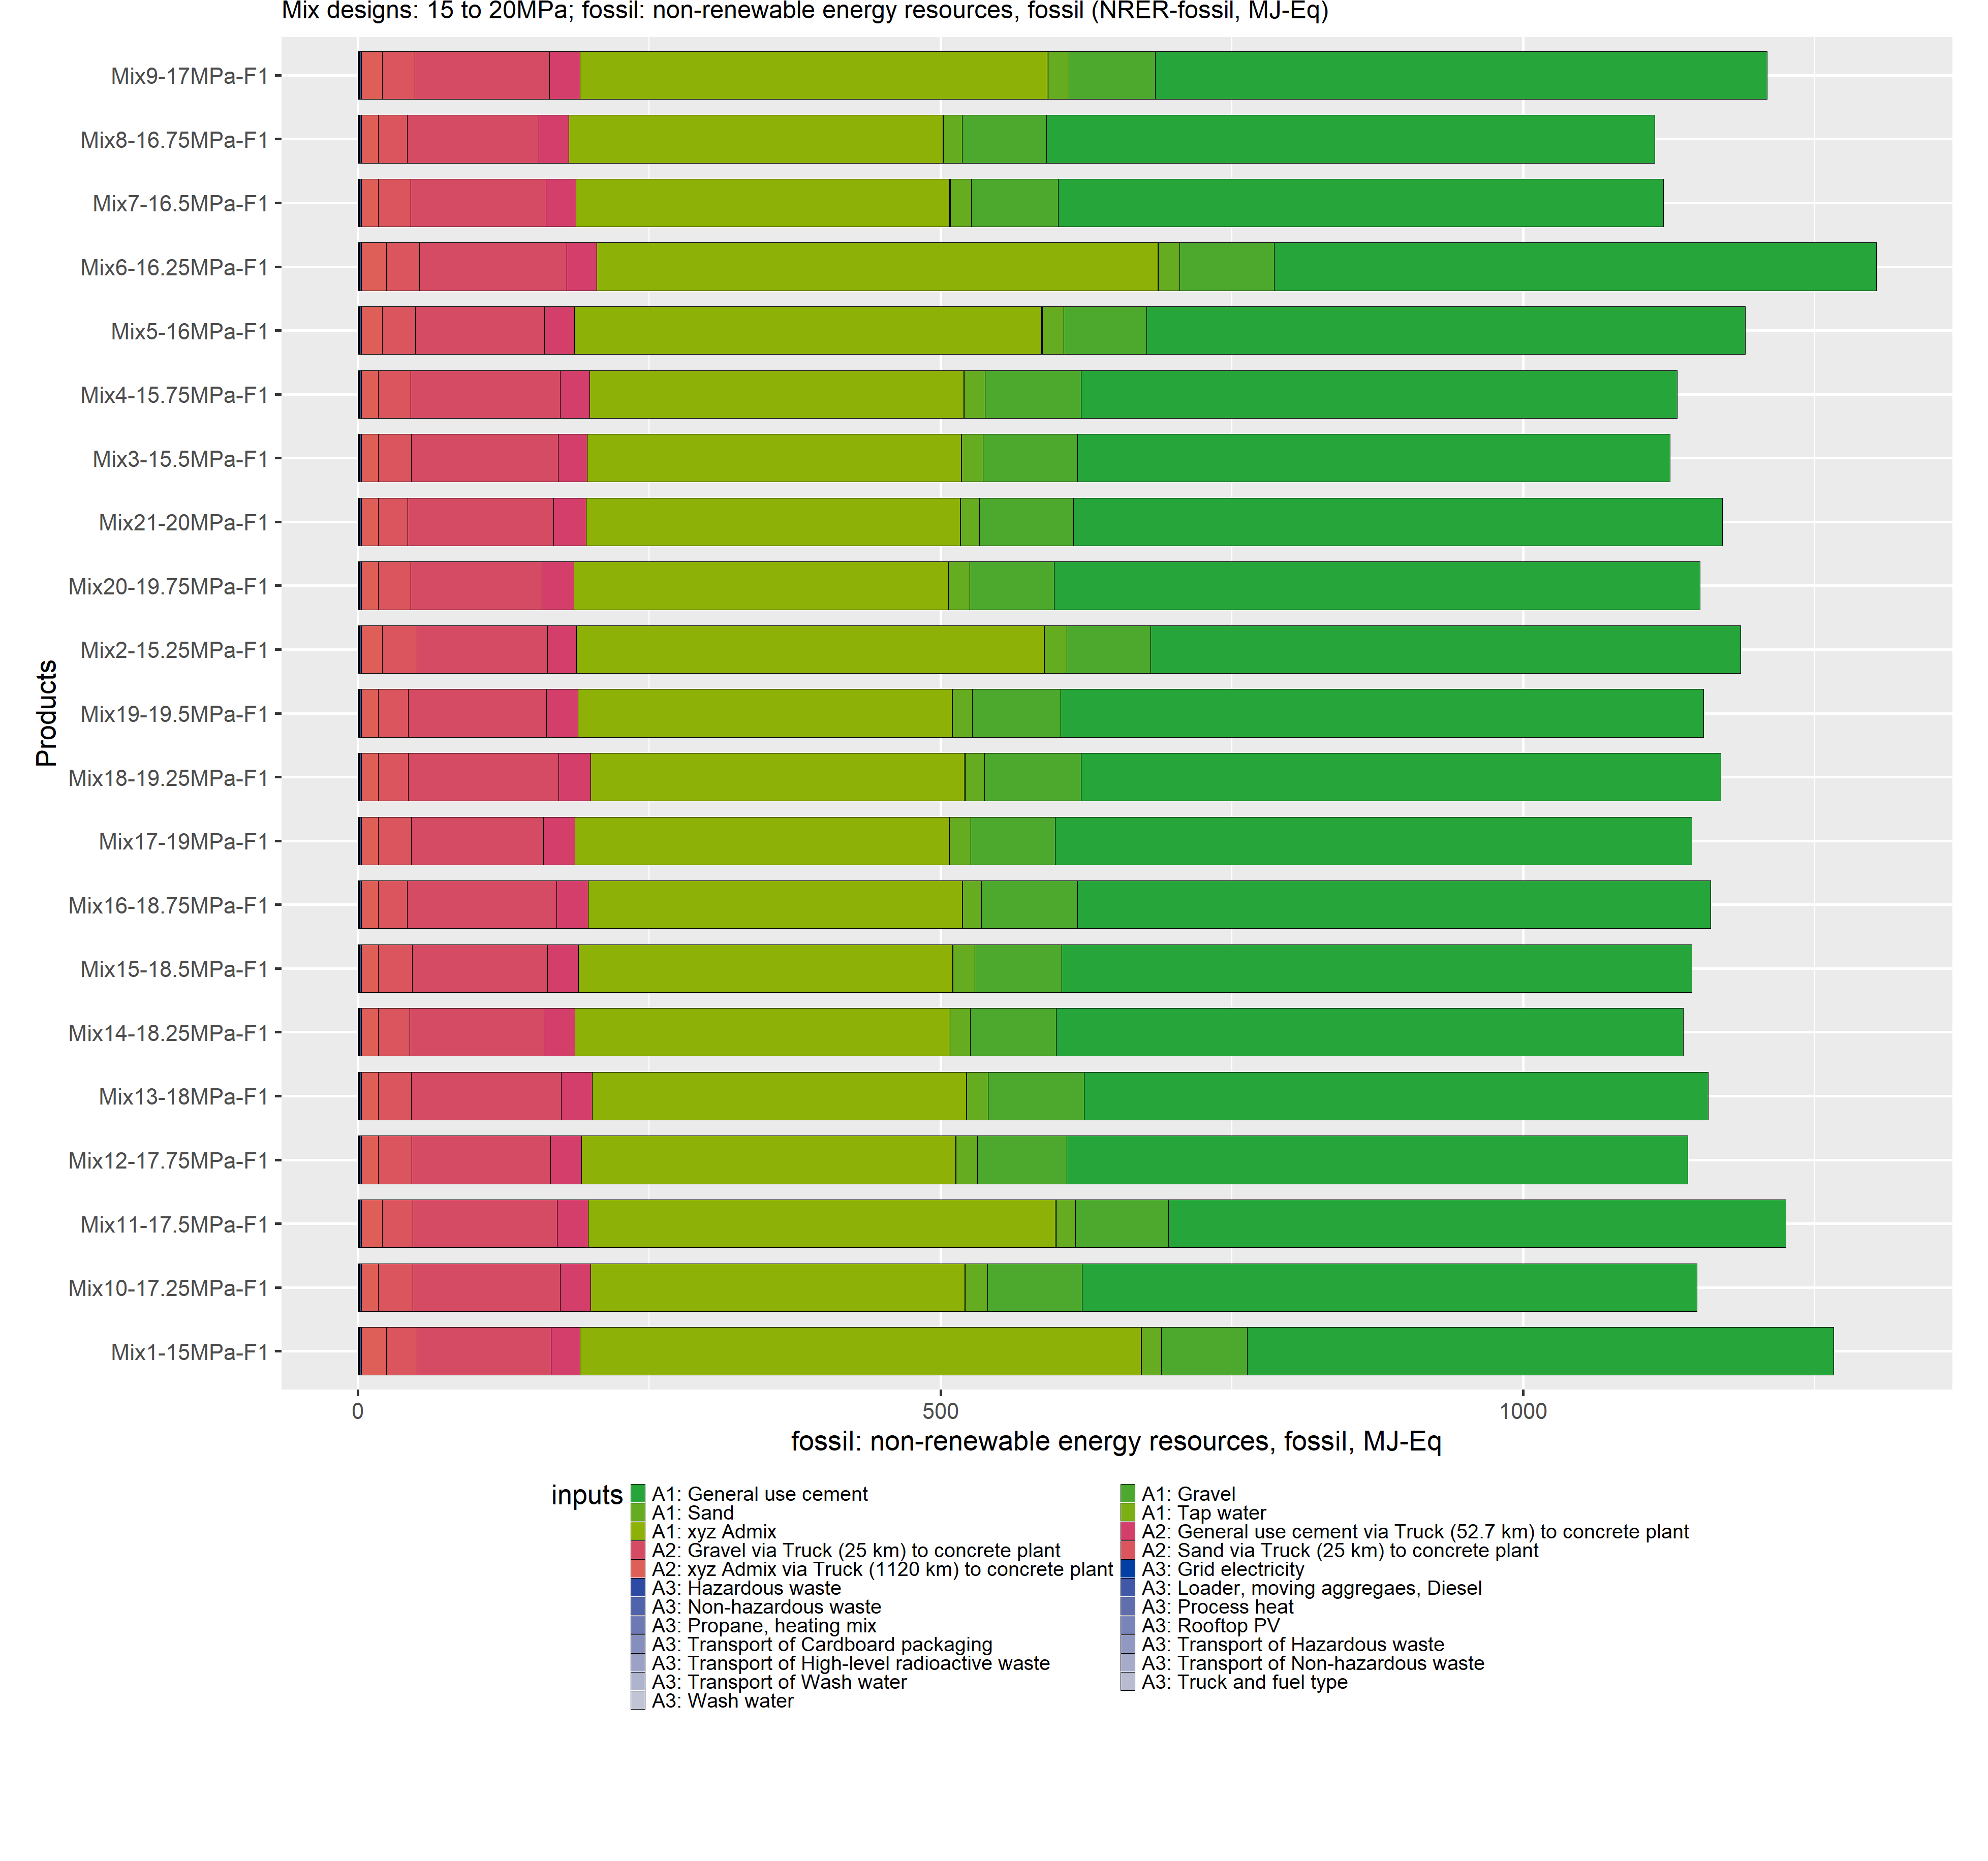 Mix designs: 15 to 20MPa; fossil: non-renewable energy resources, fossil (NRER-fossil, MJ-Eq)
Products
Mix9-17MPa-F1
Mix8-16.75MPa-F1
Mix7-16.5MPa-F1
Mix6-16.25MPa-F1
Mix5-16MPa-F1
Mix4-15.75MPa-F1
Mix3-15.5MPa-F1
Mix21-20MPa-F1
Mix20-19.75MPa-F1
Mix2-15.25MPa-F1
Mix19-19.5MPa-F1
Mix18-19.25MPa-F1
Mix17-19MPa-F1
Mix16-18.75MPa-F1
Mix15-18.5MPa-F1
Mix14-18.25MPa-F1
Mix13-18MPa-F1
Mix12-17.75MPa-F1
Mix11-17.5MPa-F1
Mix10-17.25MPa-F1
Mix1-15MPa-F1
0 500 1000
fossil: non-renewable energy resources, fossil, MJ-Eq
inputs
A1: General use cement A1: Gravel
A1: Sand A1: Tap water
A1: xyz Admix A2: General use cement via Truck (52.7 km) to concrete plant
A2: Gravel via Truck (25 km) to concrete plant A2: Sand via Truck (25 km) to concrete plant
A2: xyz Admix via Truck (1120 km) to concrete plant A3: Grid electricity
A3: Hazardous waste A3: Loader, moving aggregaes, Diesel
A3: Non-hazardous waste A3: Process heat
A3: Propane, heating mix A3: Rooftop PV
A3: Transport of Cardboard packaging A3: Transport of Hazardous waste
A3: Transport of High-level radioactive waste A3: Transport of Non-hazardous waste
A3: Transport of Wash water A3: Truck and fuel type
A3: Wash water